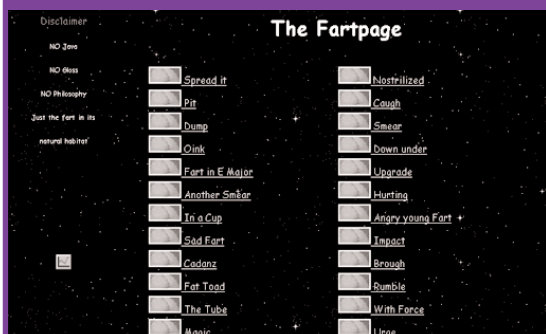 Disclaimer
The Fartpage
NO Java
NO Gloss
NO Philosophy
Just the fart in its
natural habitat
Spread it
Nostrilized
Pit
Caugh
Dump
Smear
Oink
Down under
Fart in E Major
Upgrade
Another Smear
Hurting
In a Cup
Angry young Fart
Sad Fart
Impact
Cadanz
Brough
Fat Toad
Rumble
The Tube
With Force
Magic
Urge